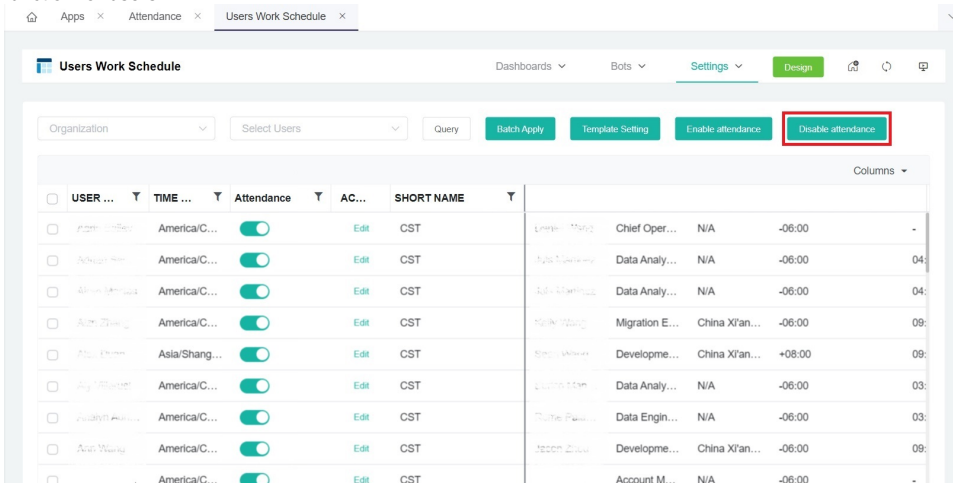 Apps × Attendance × Users Work Schedule ×
Users Work Schedule Dashboards Bots Settings Design
Organization Select Users Query Batch Apply Template Setting Enable attendance Disable attendance
Columns
USER ... TIME ... Attendance AC... SHORT NAME
America/C... Edit CST Chief Oper... N/A -06:00 -
America/C... Edit CST Data Analy... N/A -06:00 04:
America/C... Edit CST Data Analy... N/A -06:00 04:
America/C... Edit CST Migration E... China Xi'an... -06:00 09:
Asia/Shang... Edit CST Developme... China Xi'an... +08:00 09:
America/C... Edit CST Data Analy... N/A -06:00 03:
America/C... Edit CST Data Engin... N/A -06:00 03:
America/C... Edit CST Developme... China Xi'an... -06:00 09:
America/C... Edit CST Account M... N/A -06:00 -